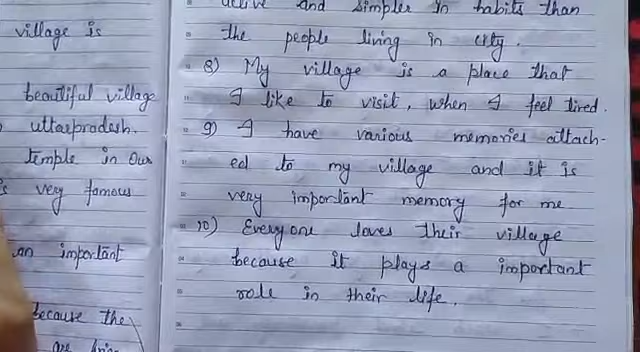 village is
beautiful village
uttarpradesh.
temple in our
very famous
an important
because the
active and simpler in habits than
the people living in city.
8) My village is a place that
I like to visit, when I feel tired.
9) I have various memories attach-
ed to my village and it is
very important memory for me
10) Everyone loves their village
because it plays a important
role in their life.